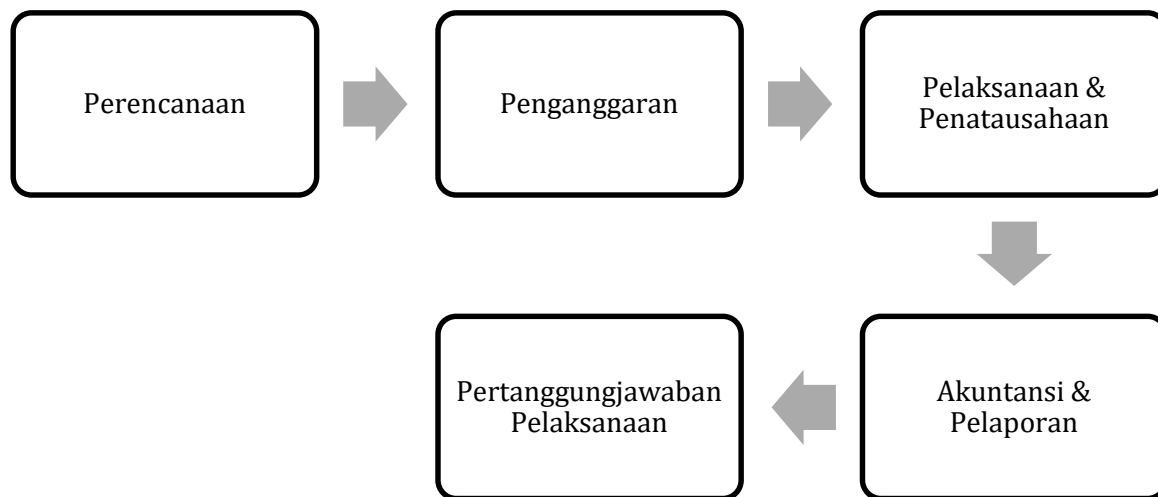 Perencanaan
Penganggaran
Pelaksanaan &
Penatausahaan
Akuntansi &
Pelaporan
Pertanggungjawaban
Pelaksanaan